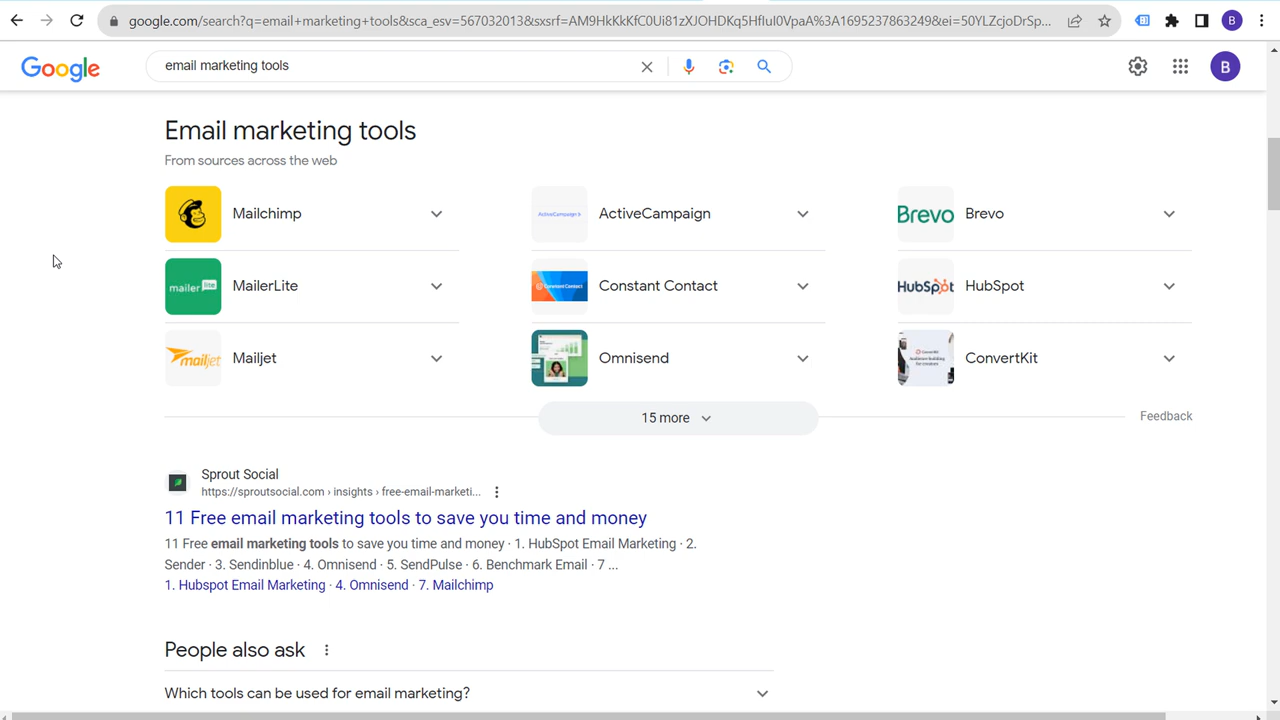 google.com/search?q=email+marketing+tools&sca_esv=567032013&sxsrf=AM9HkKkKfC0Ui81zXJOHDKq5HfIuI0VpaA%3A1695237863249&ei=50YLZcjoDrSp...
B
Google
email marketing tools
B
Email marketing tools
From sources across the web
Mailchimp
ActiveCampaign
ActiveCampaign
Brevo
Brevo
mailer lite
MailerLite
Constant Contact
Constant Contact
HubSpot
HubSpot
mailjet
Mailjet
Omnisend
ConvertKit
15 more
Feedback
Sprout Social
https://sproutsocial.com › insights › free-email-marketi...
11 Free email marketing tools to save you time and money
11 Free email marketing tools to save you time and money · 1. HubSpot Email Marketing · 2.
Sender · 3. Sendinblue · 4. Omnisend · 5. SendPulse · 6. Benchmark Email · 7 ...
1. Hubspot Email Marketing · 4. Omnisend · 7. Mailchimp
People also ask
Which tools can be used for email marketing?